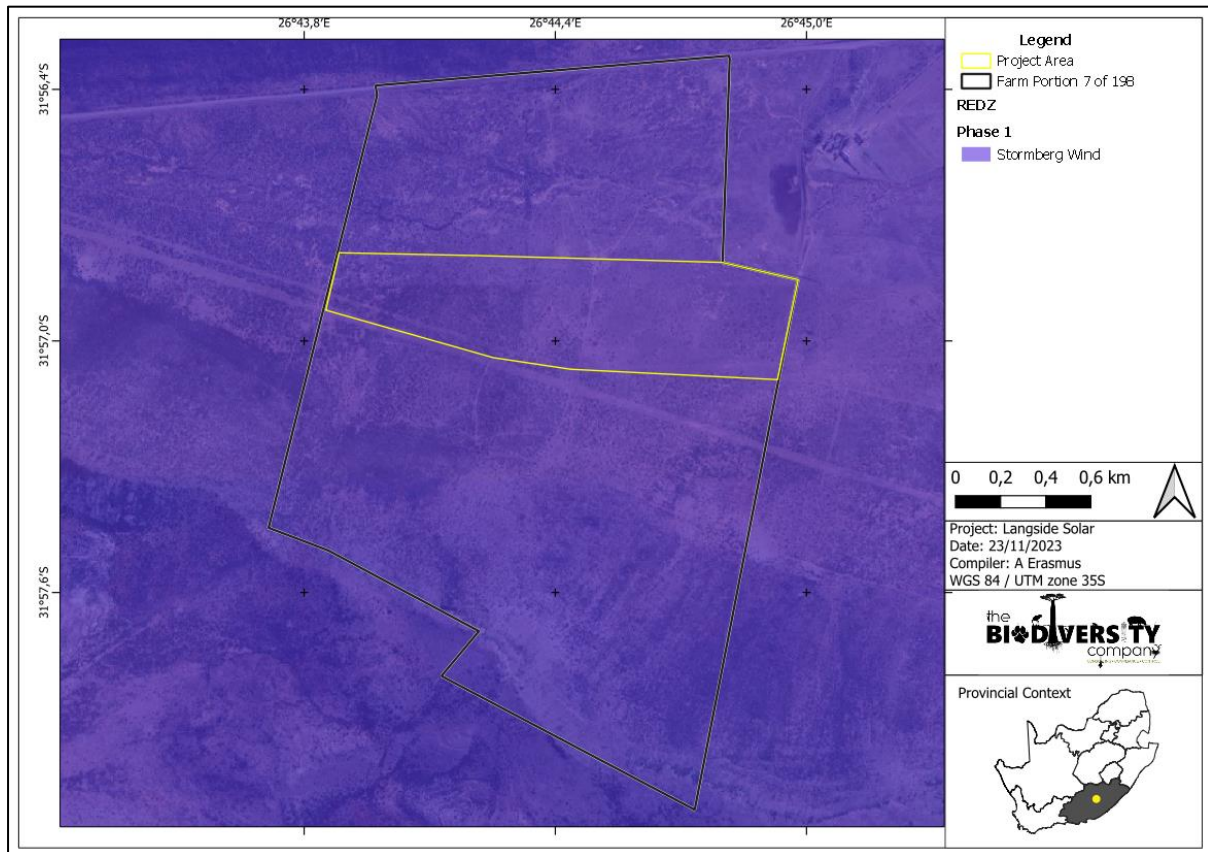 26°43,8'E
26°44,4'E
26°45,0'E
31°56,4'S
31°57,0'S
31°57,6'S
Legend
Project Area
Farm Portion 7 of 198
REDZ
Phase 1
Stormberg Wind
0 0,2 0,4 0,6 km
Project: Langside Solar
Date: 23/11/2023
Compiler: A Erasmus
WGS 84 / UTM zone 35S
the
BIODIVERSITY
company
Provincial Context